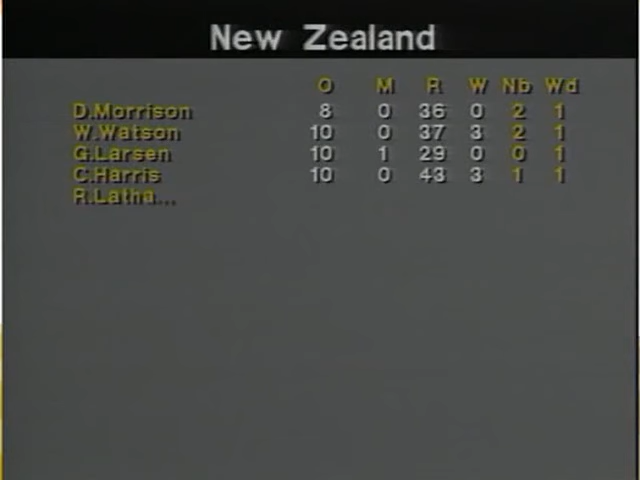 New Zealand
O M R W Nb Wd
D.Morrison 8 0 36 0 2 1
W.Watson 10 0 37 3 2 1
G.Larsen 10 1 29 0 0 1
C.Harris 10 0 43 3 1 1
R.Latha...